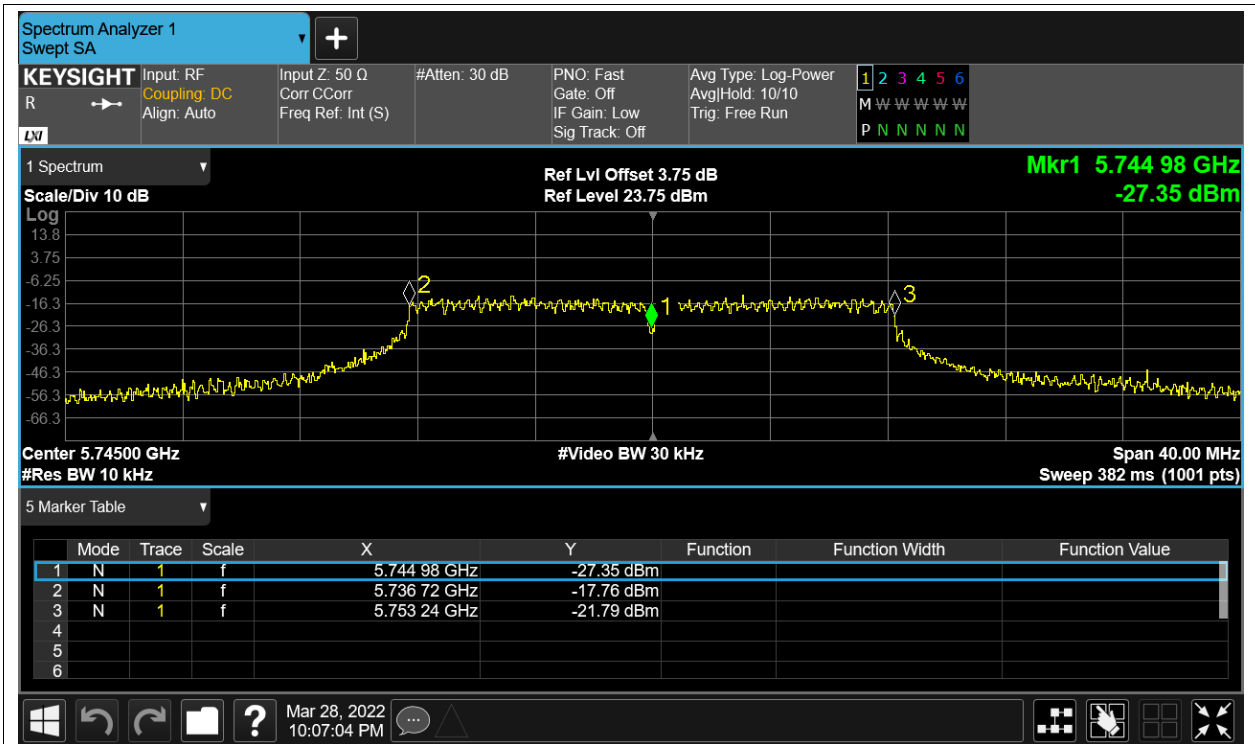 Spectrum Analyzer 1
Swept SA
KEYSIGHT
R
LXI
Input: RF
Coupling: DC
Align: Auto
Input Z: 50 Ω
Corr CCorr
Freq Ref: Int (S)
#Atten: 30 dB
PNO: Fast
Gate: Off
IF Gain: Low
Sig Track: Off
Avg Type: Log-Power
Avg|Hold: 10/10
Trig: Free Run
1 2 3 4 5 6
M W W W W W
P N N N N N
1 Spectrum
Scale/Div 10 dB
Ref Lvl Offset 3.75 dB
Ref Level 23.75 dBm
Mkr1 5.744 98 GHz
-27.35 dBm
Log
13.8
3.75
-6.25
-16.3
-26.3
-36.3
-46.3
-56.3
-66.3
2
1
3
Center 5.74500 GHz
#Video BW 30 kHz
Span 40.00 MHz
#Res BW 10 kHz
Sweep 382 ms (1001 pts)
5 Marker Table
Mode Trace Scale X Y Function Function Width Function Value
1 N 1 f 5.744 98 GHz -27.35 dBm
2 N 1 f 5.736 72 GHz -17.76 dBm
3 N 1 f 5.753 24 GHz -21.79 dBm
4
5
6
?
Mar 28, 2022
10:07:04 PM